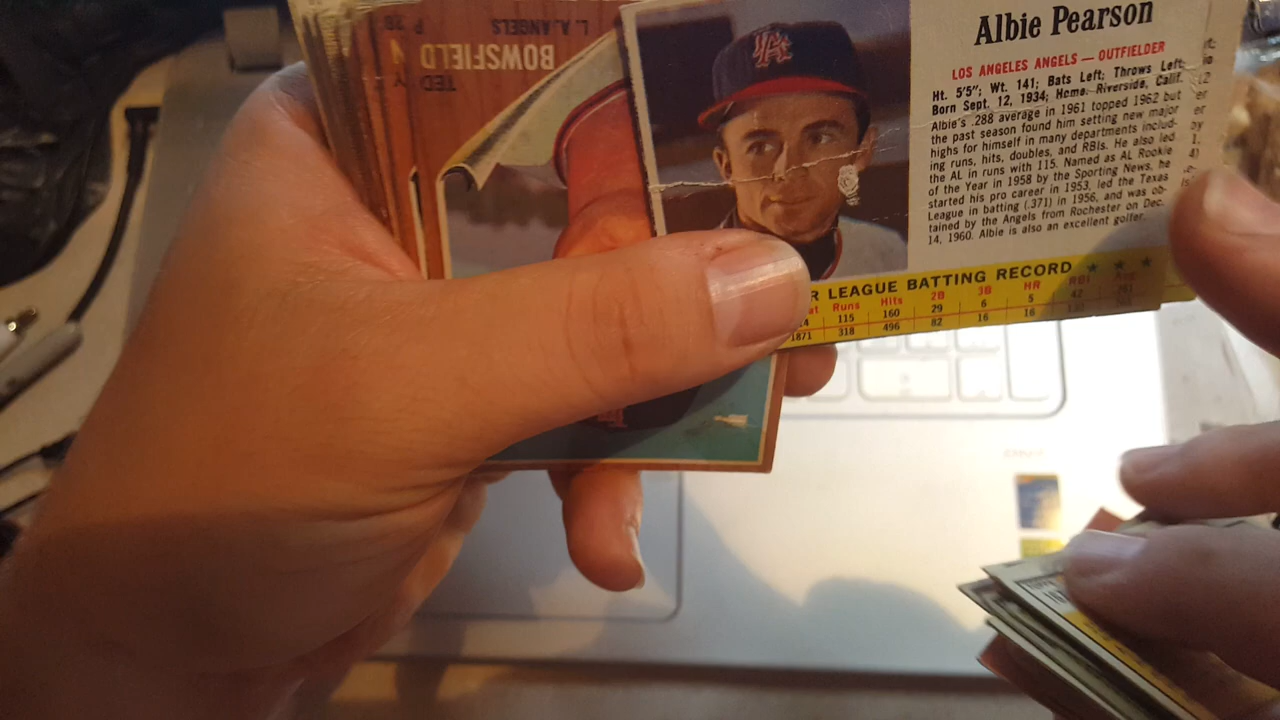 L. A. ANGELS
P
TED
BOWSFIELD
LA
Albie Pearson
LOS ANGELES ANGELS — OUTFIELDER
Ht. 5'5"; Wt. 141; Bats Left; Throws Left;
Born Sept. 12, 1934; Home: Riverside, Calif.
Albie's .288 average in 1961 topped 1962 but
the past season found him setting new major
highs for himself in many departments includ-
ing runs, hits, doubles, and RBIs. He also led
the AL in runs with 115. Named as AL Rookie
of the Year in 1958 by the Sporting News, he
started his pro career in 1953, led the Texas
League in batting (.371) in 1956, and was ob-
tained by the Angels from Rochester on Dec.
14, 1960. Albie is also an excellent golfer.
R LEAGUE BATTING RECORD
at Runs Hits 2B 3B HR RBI
14 115 160 29 6 5 42
1871 318 496 82 16 16